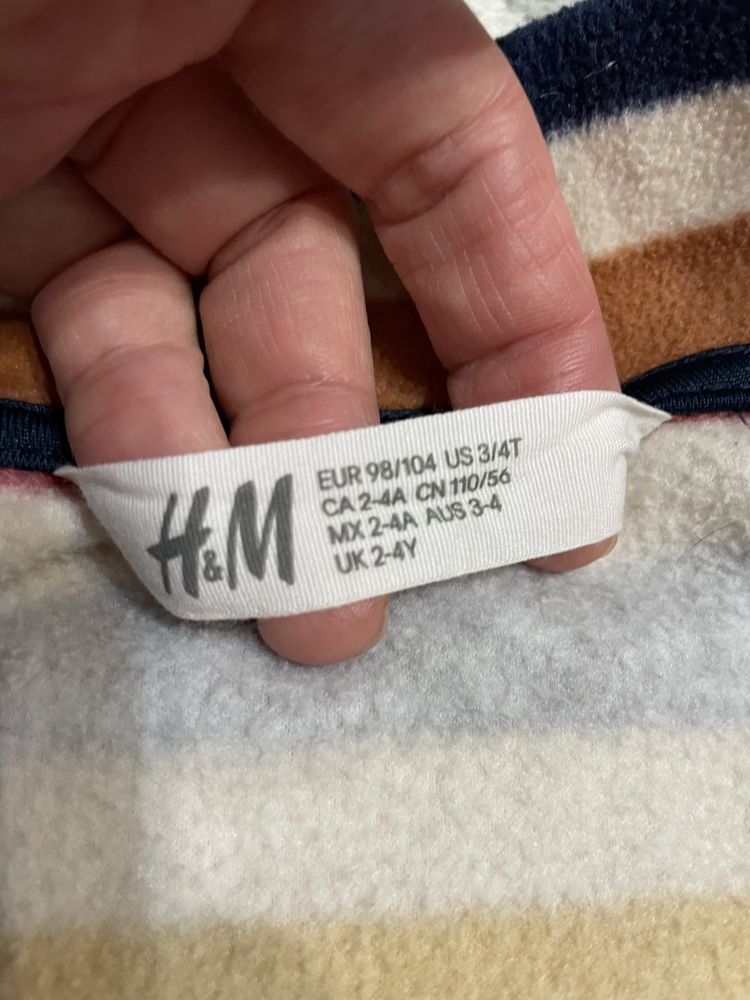 H&M
EUR 98/104 US 3/4T
CA 2-4A CN 110/56
MX 2-4A AUS 3-4
UK 2-4Y